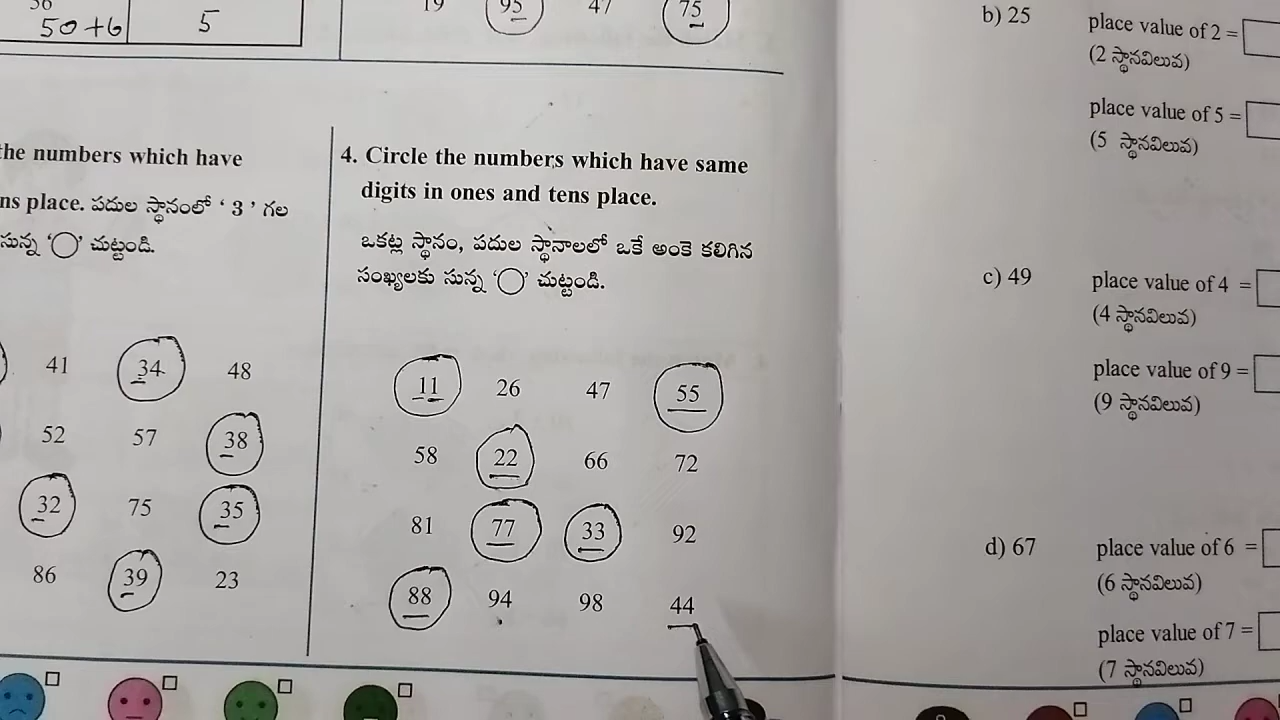 50+6 5
19 95 47 75
the numbers which have
ns place. పదుల స్థానంలో ‘ 3 ’ గల
సున్న ‘◯’ చుట్టండి.
41 34 48
52 57 38
32 75 35
86 39 23
4. Circle the numbers which have same
digits in ones and tens place.
ఒకట్ల స్థానం, పదుల స్థానాలలో ఒకే అంకె కలిగిన
సంఖ్యలకు సున్న ‘◯’ చుట్టండి.
11 26 47 55
58 22 66 72
81 77 33 92
88 94 98 44
b) 25 place value of 2 =
(2 స్థానవిలువ)
place value of 5 =
(5 స్థానవిలువ)
c) 49 place value of 4 =
(4 స్థానవిలువ)
place value of 9 =
(9 స్థానవిలువ)
d) 67 place value of 6 =
(6 స్థానవిలువ)
place value of 7 =
(7 స్థానవిలువ)